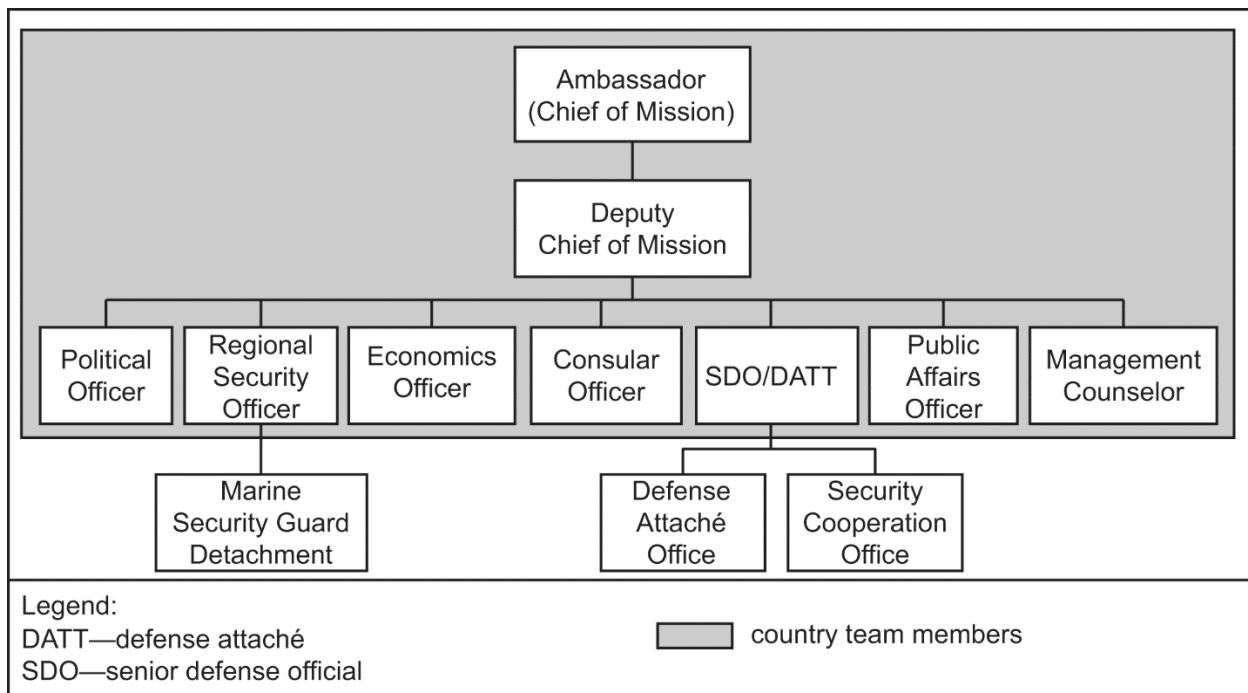 Ambassador
(Chief of Mission)
Deputy
Chief of Mission
Political
Officer
Regional
Security
Officer
Economics
Officer
Consular
Officer
SDO/DATT
Public
Affairs
Officer
Management
Counselor
Marine
Security Guard
Detachment
Defense
Attaché
Office
Security
Cooperation
Office
Legend:
DATT—defense attaché
SDO—senior defense official
country team members